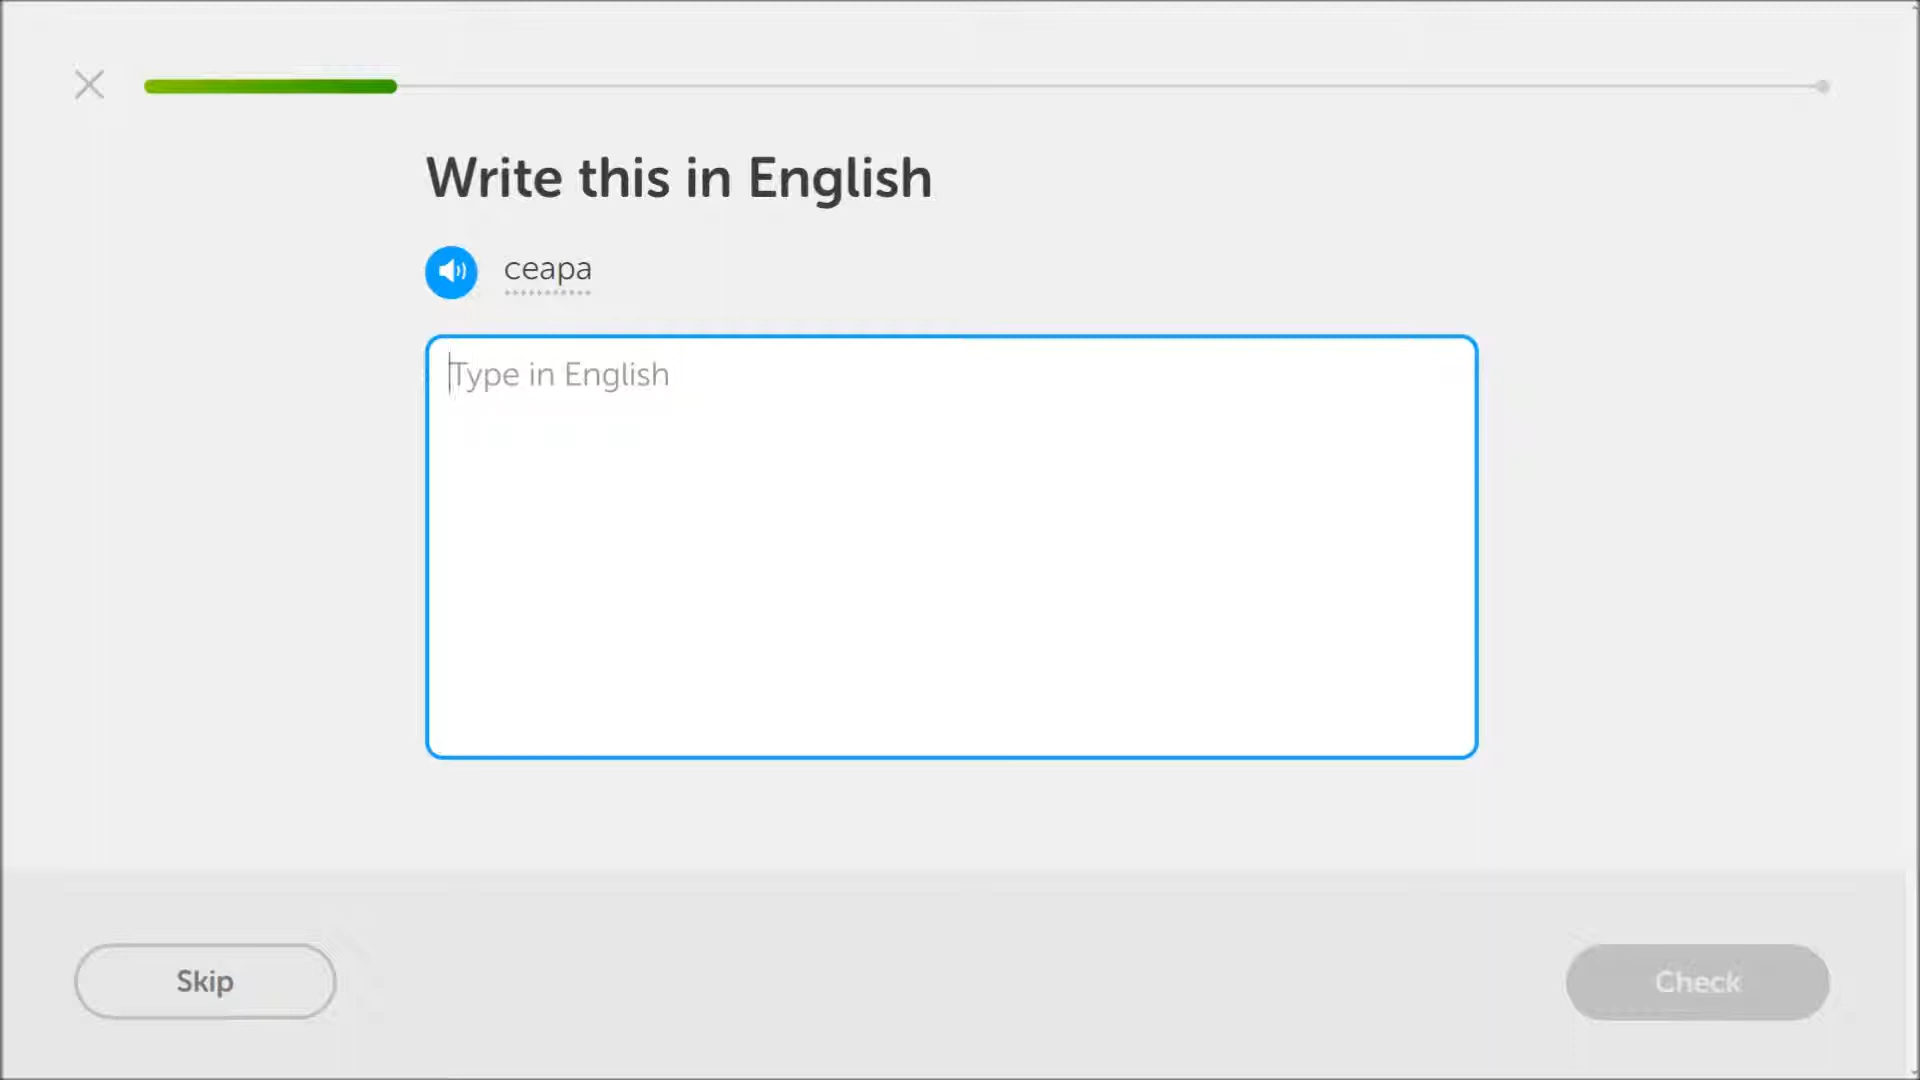 Write this in English
ceapa
Type in English
Skip
Check